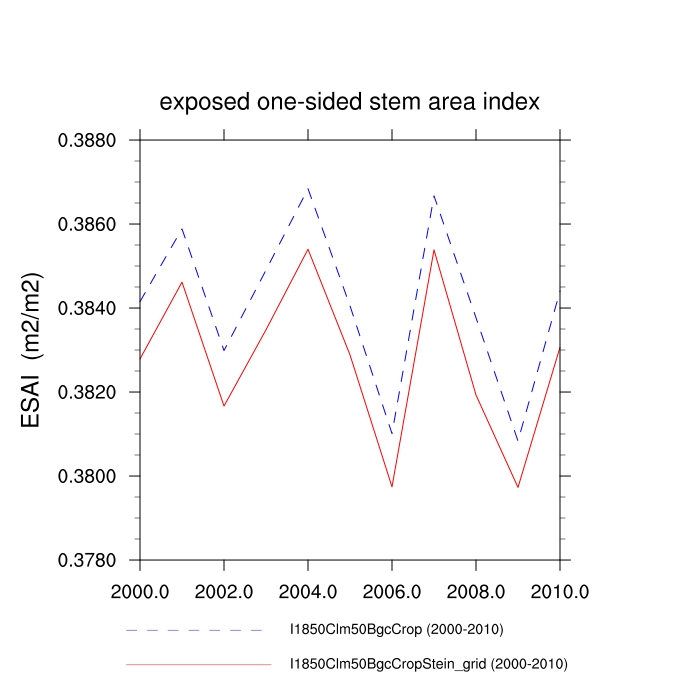 exposed one-sided stem area index
0.3880
0.3860
0.3840
0.3820
0.3800
0.3780
ESAI (m2/m2)
2000.0 2002.0 2004.0 2006.0 2008.0 2010.0
I1850Clm50BgcCrop (2000-2010)
I1850Clm50BgcCropStein_grid (2000-2010)